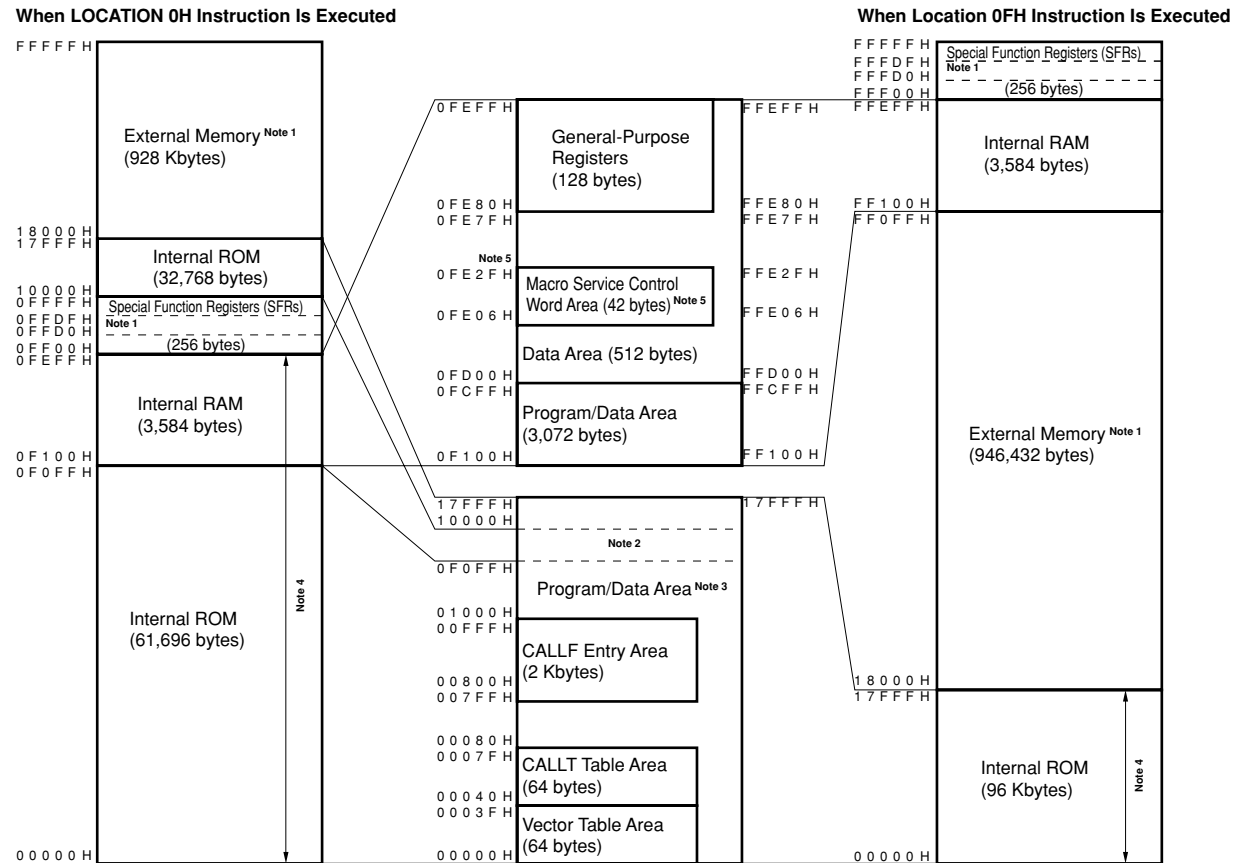 When LOCATION 0H Instruction Is Executed
When Location 0FH Instruction Is Executed
FFFFFH
External Memory Note 1
(928 Kbytes)
18000H
17FFFH
Internal ROM
(32,768 bytes)
10000H
0FFFFH
Special Function Registers (SFRs)
0FFDFH
Note 1
0FFD0H
(256 bytes)
0FF00H
0FEFFH
Internal RAM
(3,584 bytes)
0F100H
0F0FFH
Internal ROM
(61,696 bytes)
Note 4
00000H
0FEFFH
General-Purpose
Registers
(128 bytes)
FFEFFH
0FE80H
FFE80H
0FE7FH
FFE7FH
Note 5
0FE2FH
FFE2FH
Macro Service Control
Word Area (42 bytes) Note 5
0FE06H
FFE06H
Data Area (512 bytes)
0FD00H
FFD00H
0FCFFH
FFCFFH
Program/Data Area
(3,072 bytes)
0F100H
FF100H
17FFFH
17FFFH
10000H
Note 2
0F0FFH
Program/Data Area Note 3
01000H
00FFFH
CALLF Entry Area
(2 Kbytes)
00800H
007FFH
00080H
0007FH
CALLT Table Area
(64 bytes)
00040H
0003FH
Vector Table Area
(64 bytes)
00000H
FFFFFH
Special Function Registers (SFRs)
FFFDFH
Note 1
FFFD0H
(256 bytes)
FFF00H
FFEFFH
Internal RAM
(3,584 bytes)
FF100H
FF0FFH
External Memory Note 1
(946,432 bytes)
18000H
17FFFH
Internal ROM
(96 Kbytes)
Note 4
00000H